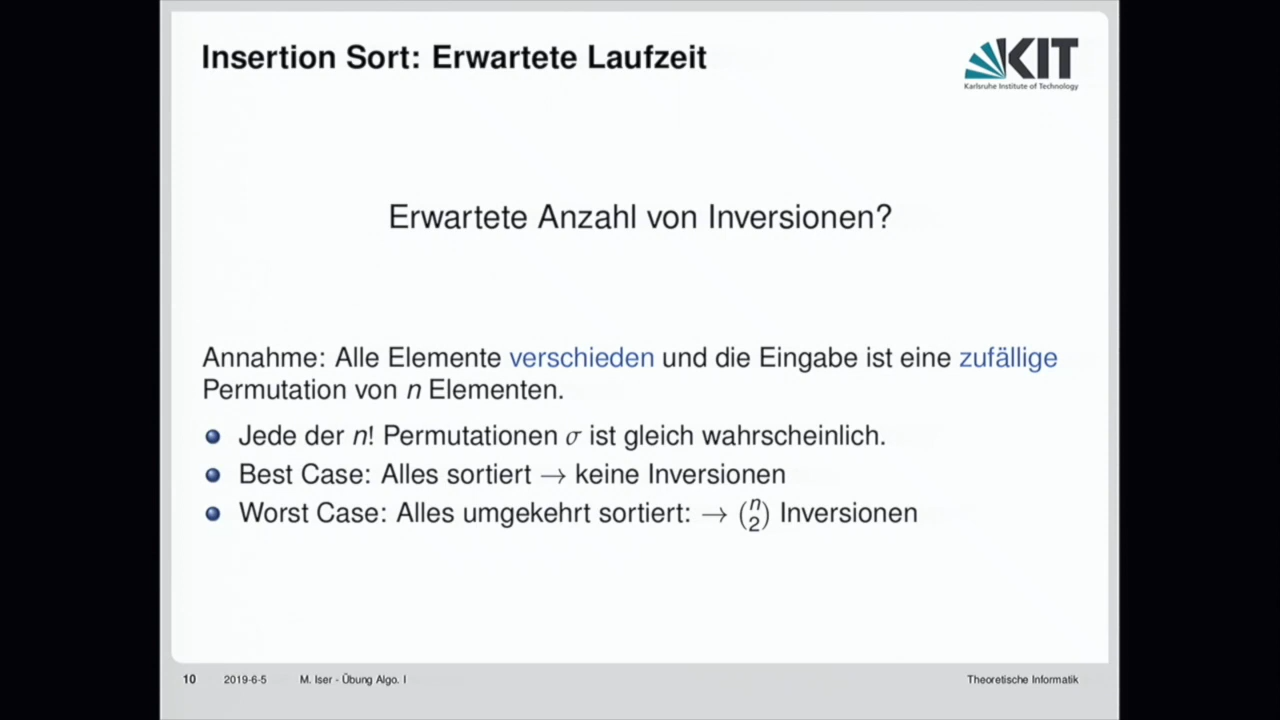 Insertion Sort: Erwartete Laufzeit
KIT
Karlsruhe Institute of Technology
Erwartete Anzahl von Inversionen?
Annahme: Alle Elemente verschieden und die Eingabe ist eine zufällige
Permutation von n Elementen.
Jede der n! Permutationen σ ist gleich wahrscheinlich.
Best Case: Alles sortiert → keine Inversionen
Worst Case: Alles umgekehrt sortiert: → (n 2) Inversionen
10 2019-6-5 M. Iser - Übung Algo. I Theoretische Informatik